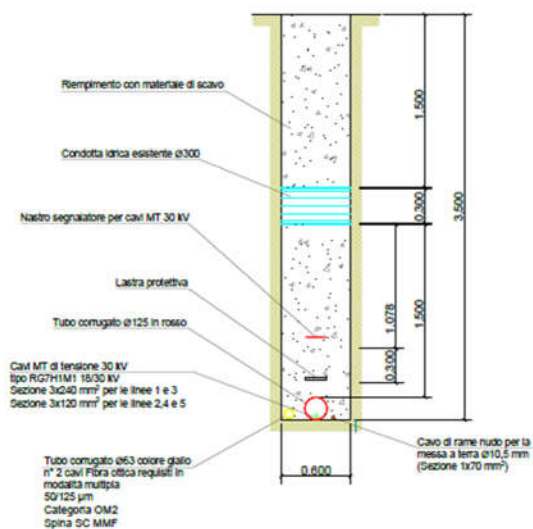 Riempimento con materiale di scavo
Condotta idrica esistente Ø300
Nastro segnalatore per cavi MT 30 kV
Lastra protettiva
Tubo corrugato Ø125 in rosso
Cavi MT di tensione 30 kV
tipo RG7H1M1 18/30 kV
Sezione 3x240 mm² per le linee 1 e 3
Sezione 3x120 mm² per le linee 2,4 e 5
Tubo corrugato Ø63 colore giallo
n° 2 cavi Fibra ottica requisiti in
modalità multipla
50/125 µm
Categoria OM2
Spina SC MMF
1,500
0,300
3,500
1,078
1,500
0,300
0,600
Cavo di rame nudo per la
messa a terra Ø10,5 mm
(Sezione 1x70 mm²)